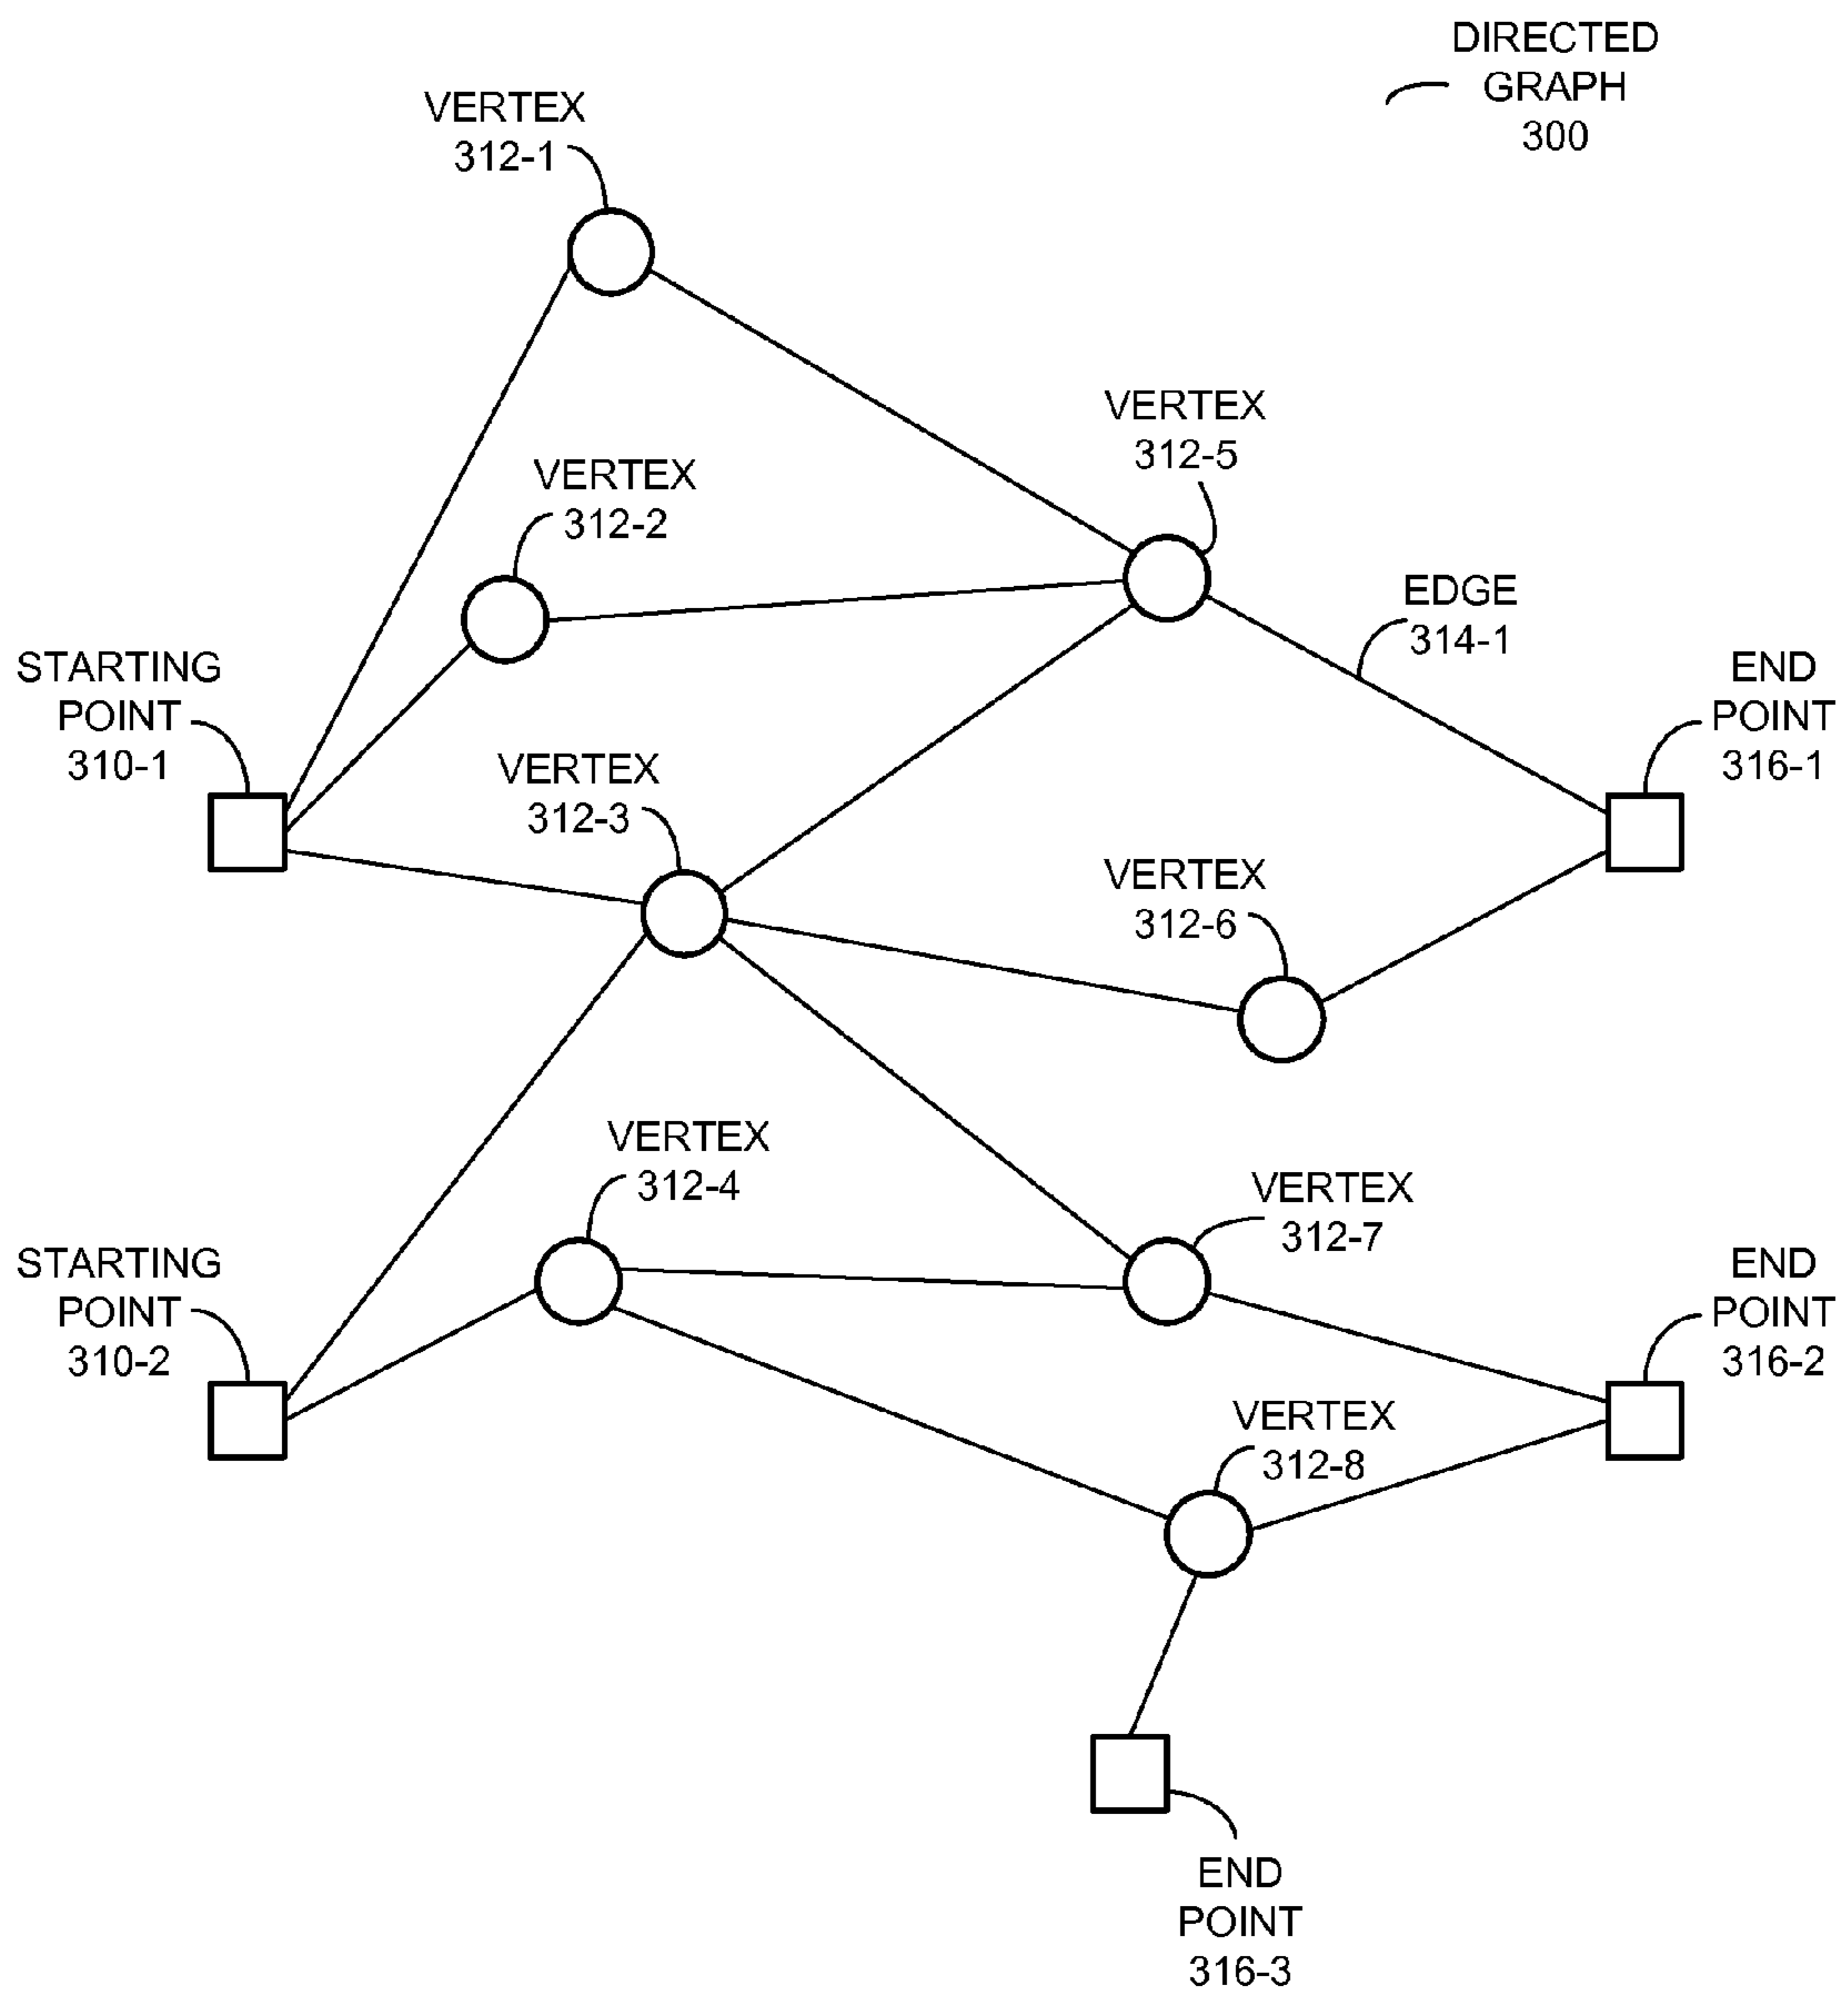 DIRECTED
GRAPH
300
VERTEX
312-1
VERTEX
312-5
VERTEX
312-2
EDGE
314-1
STARTING
POINT
310-1
END
POINT
316-1
VERTEX
312-3
VERTEX
312-6
VERTEX
312-4
VERTEX
312-7
STARTING
POINT
310-2
END
POINT
316-2
VERTEX
312-8
END
POINT
316-3